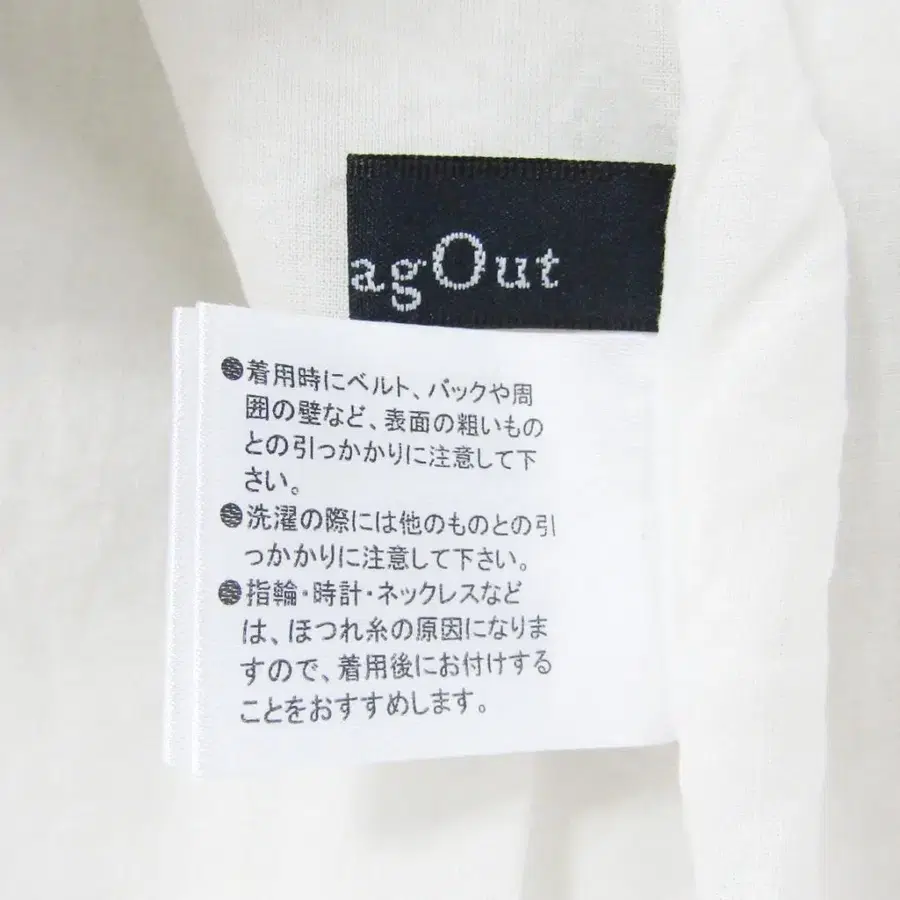 agOut
●着用時にベルト、バックや周
囲の壁など、表面の粗いもの
との引っかかりに注意して下
さい。
●洗濯の際には他のものとの引
っかかりに注意して下さい。
●指輪・時計・ネックレスなど
は、ほつれ糸の原因になりま
すので、着用後にお付けする
ことをおすすめします。